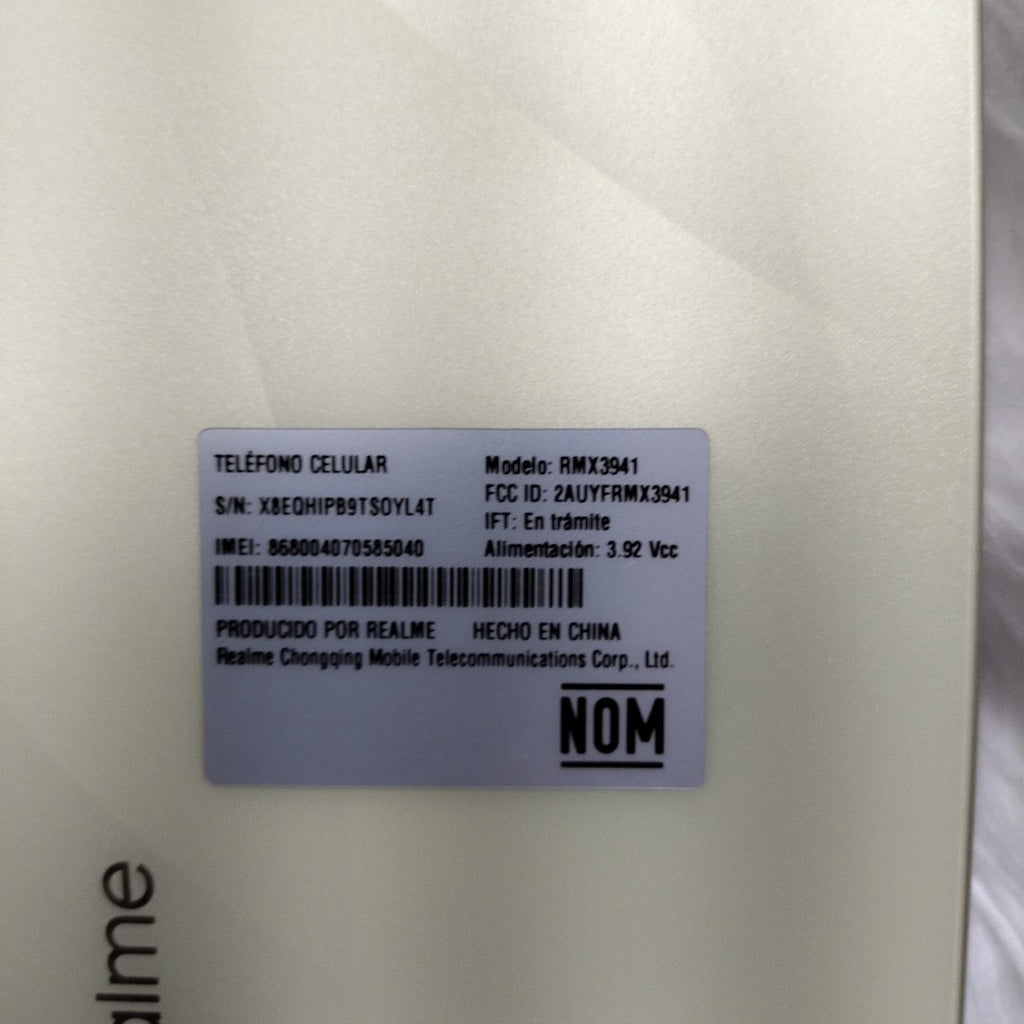 TELÉFONO CELULAR
S/N: X8EQHIPB9TSOYL4T
IMEI: 868004070585040
Modelo: RMX3941
FCC ID: 2AUYFRMX3941
IFT: En trámite
Alimentación: 3.92 Vcc
PRODUCIDO POR REALME HECHO EN CHINA
Realme Chongqing Mobile Telecommunications Corp., Ltd.
NOM
alme